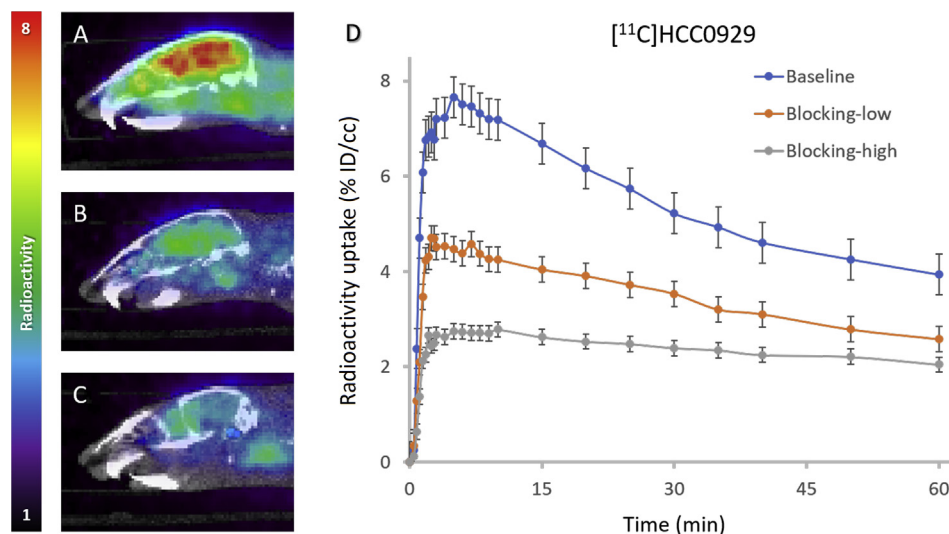 8
Radioactivity
1
A
B
C
D
[¹¹C]HCC0929
Baseline
Blocking-low
Blocking-high
Radioactivity uptake (% ID/cc)
8
6
4
2
0
0 15 30 45 60
Time (min)